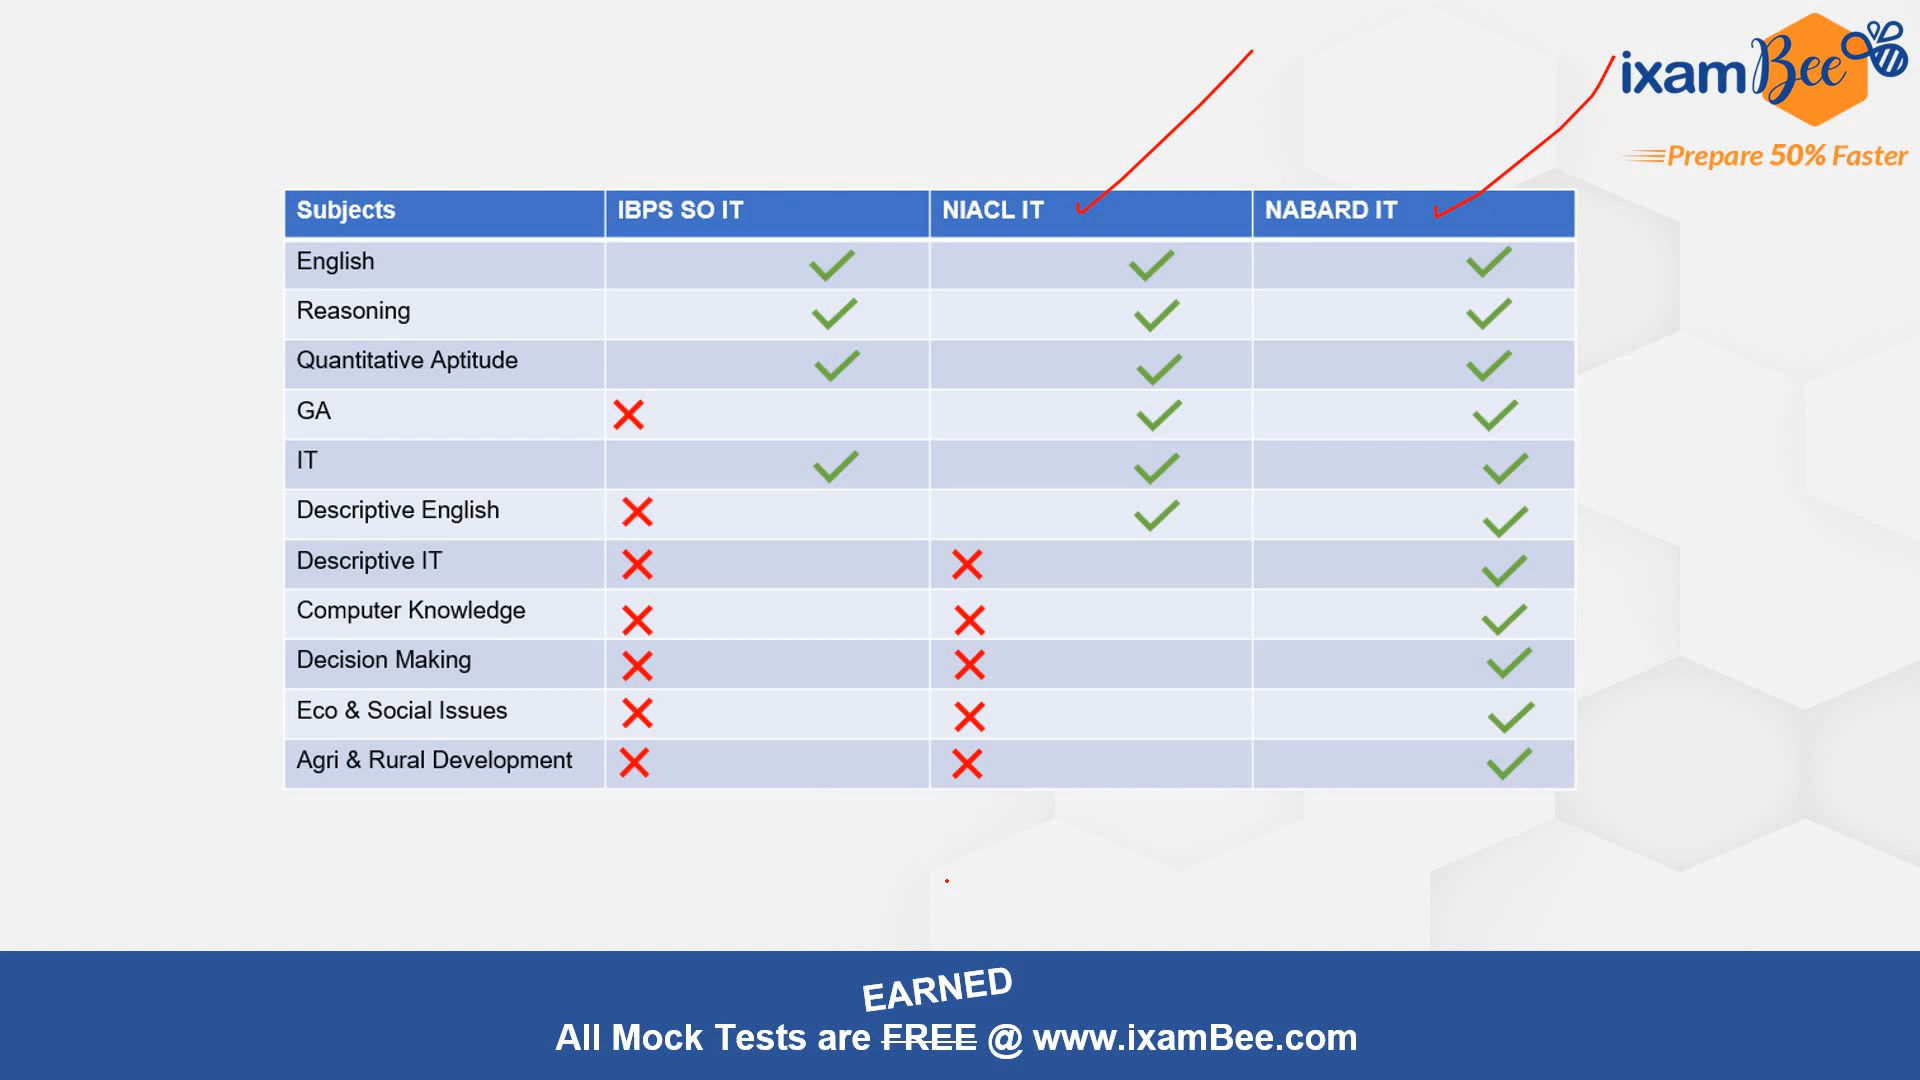 ixamBee
Prepare 50% Faster
Subjects IBPS SO IT NIACL IT NABARD IT
English
Reasoning
Quantitative Aptitude
GA
IT
Descriptive English
Descriptive IT
Computer Knowledge
Decision Making
Eco & Social Issues
Agri & Rural Development
EARNED
All Mock Tests are FREE @ www.ixamBee.com